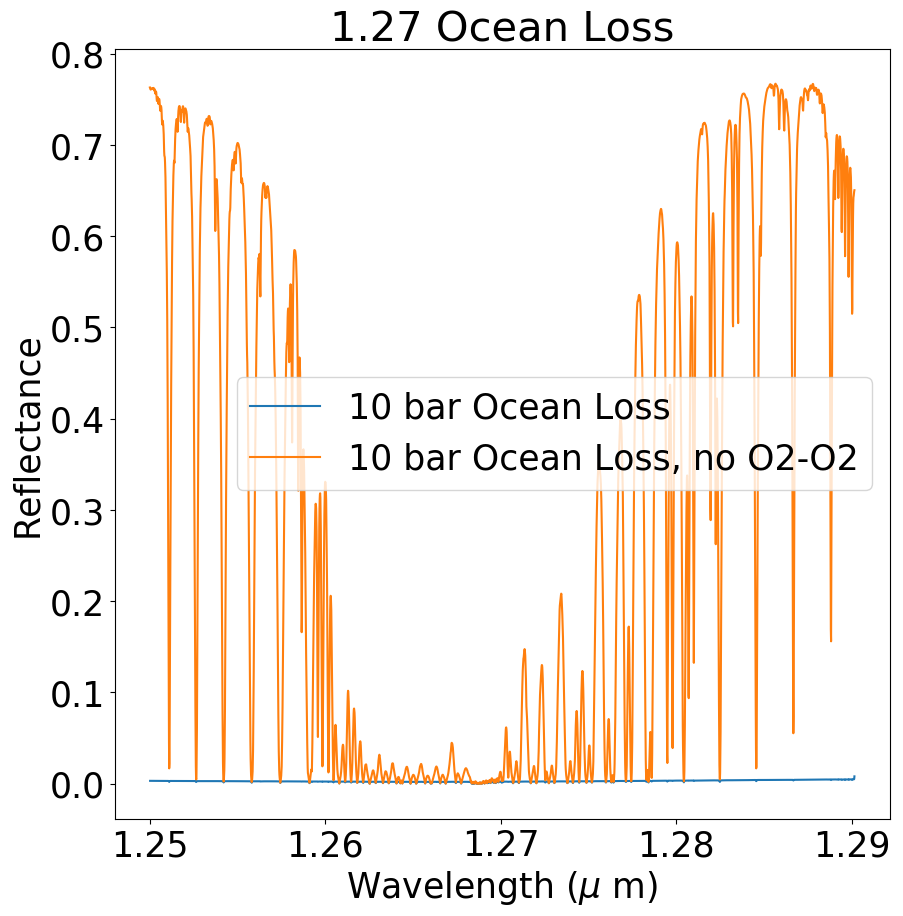 1.27 Ocean Loss
0.8
0.7
0.6
0.5
0.4
0.3
0.2
0.1
0.0
Reflectance
10 bar Ocean Loss
10 bar Ocean Loss, no O2-O2
1.25 1.26 1.27 1.28 1.29
Wavelength (μ m)